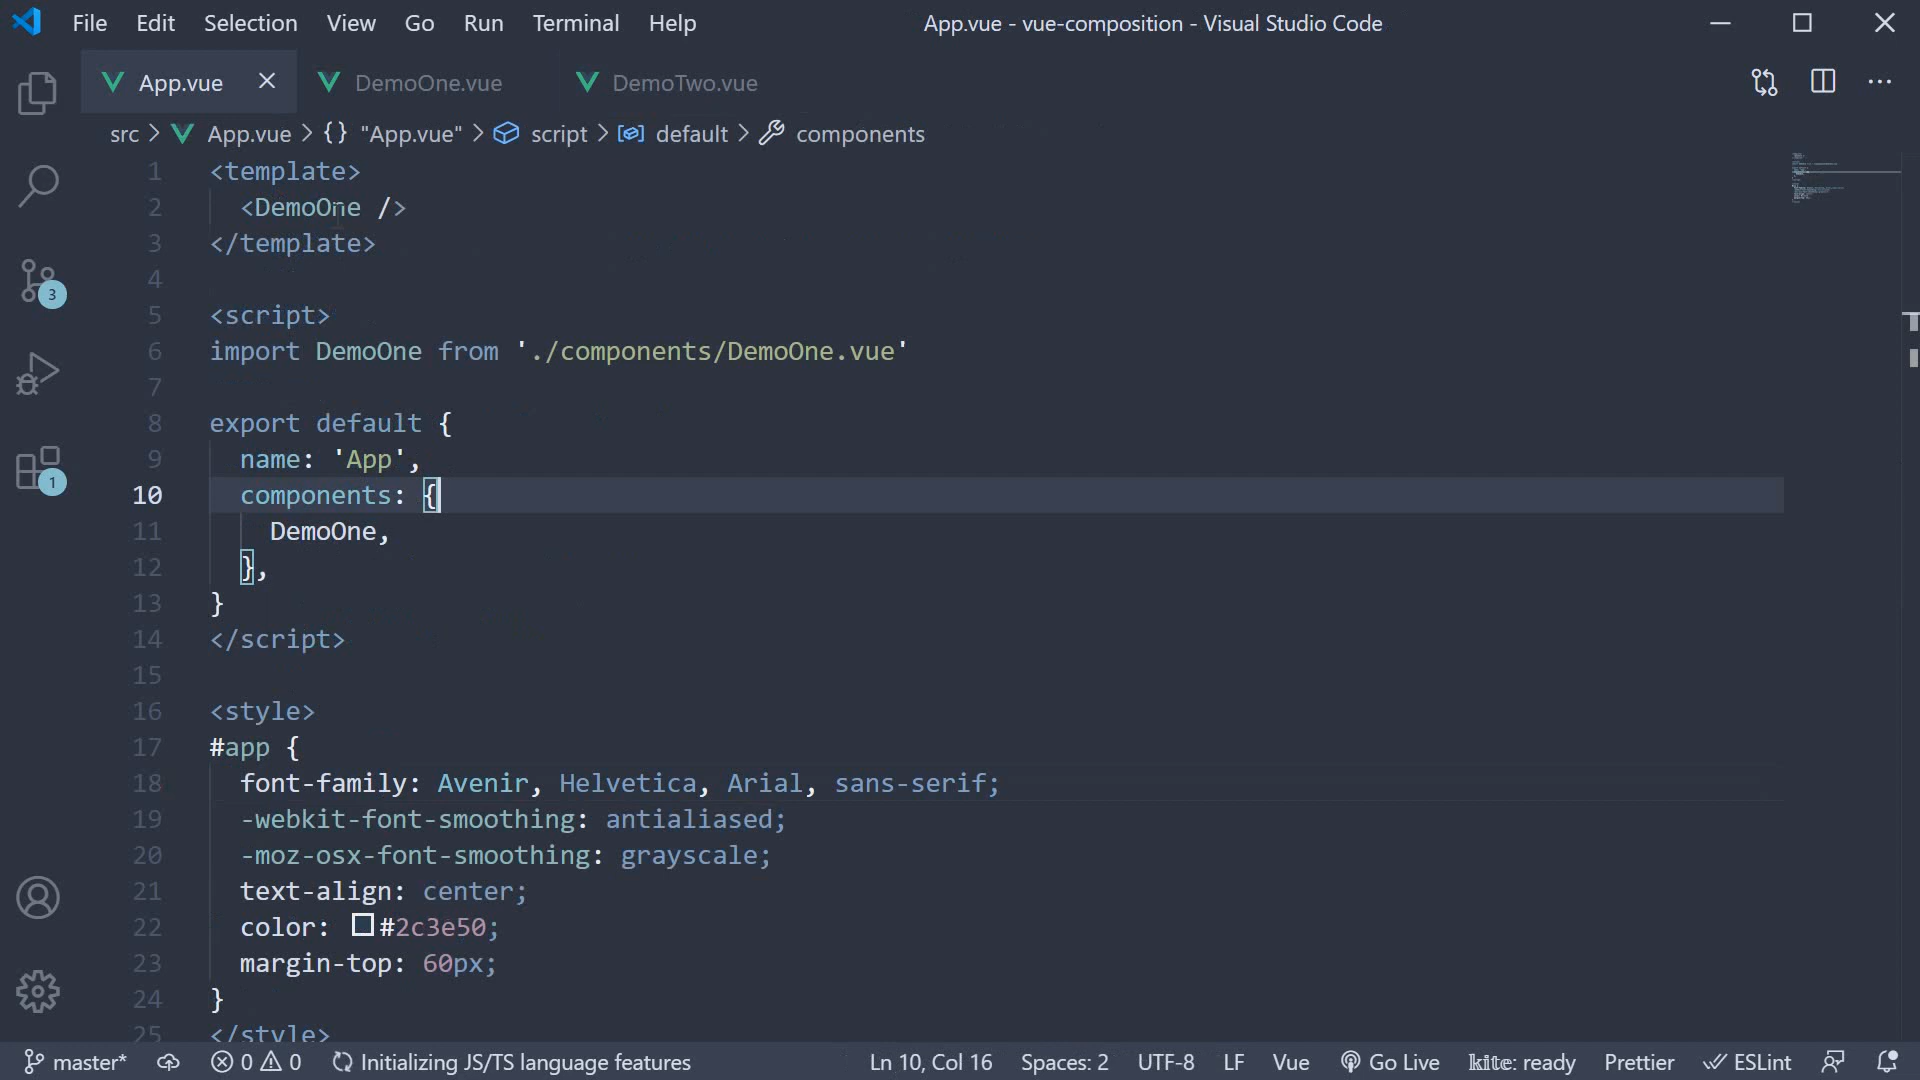 File Edit Selection View Go Run Terminal Help App.vue - vue-composition - Visual Studio Code
App.vue DemoOne.vue DemoTwo.vue
src > App.vue > {} "App.vue" > script > default > components
1 <template>
2 <DemoOne />
3 </template>
4
5 <script>
6 import DemoOne from './components/DemoOne.vue'
7
8 export default {
9 name: 'App',
10 components: {
11 DemoOne,
12 },
13 }
14 </script>
15
16 <style>
17 #app {
18 font-family: Avenir, Helvetica, Arial, sans-serif;
19 -webkit-font-smoothing: antialiased;
20 -moz-osx-font-smoothing: grayscale;
21 text-align: center;
22 color: #2c3e50;
23 margin-top: 60px;
24 }
25 </style>
3
1
master* 0 0 Initializing JS/TS language features Ln 10, Col 16 Spaces: 2 UTF-8 LF Vue Go Live kite: ready Prettier ESLint